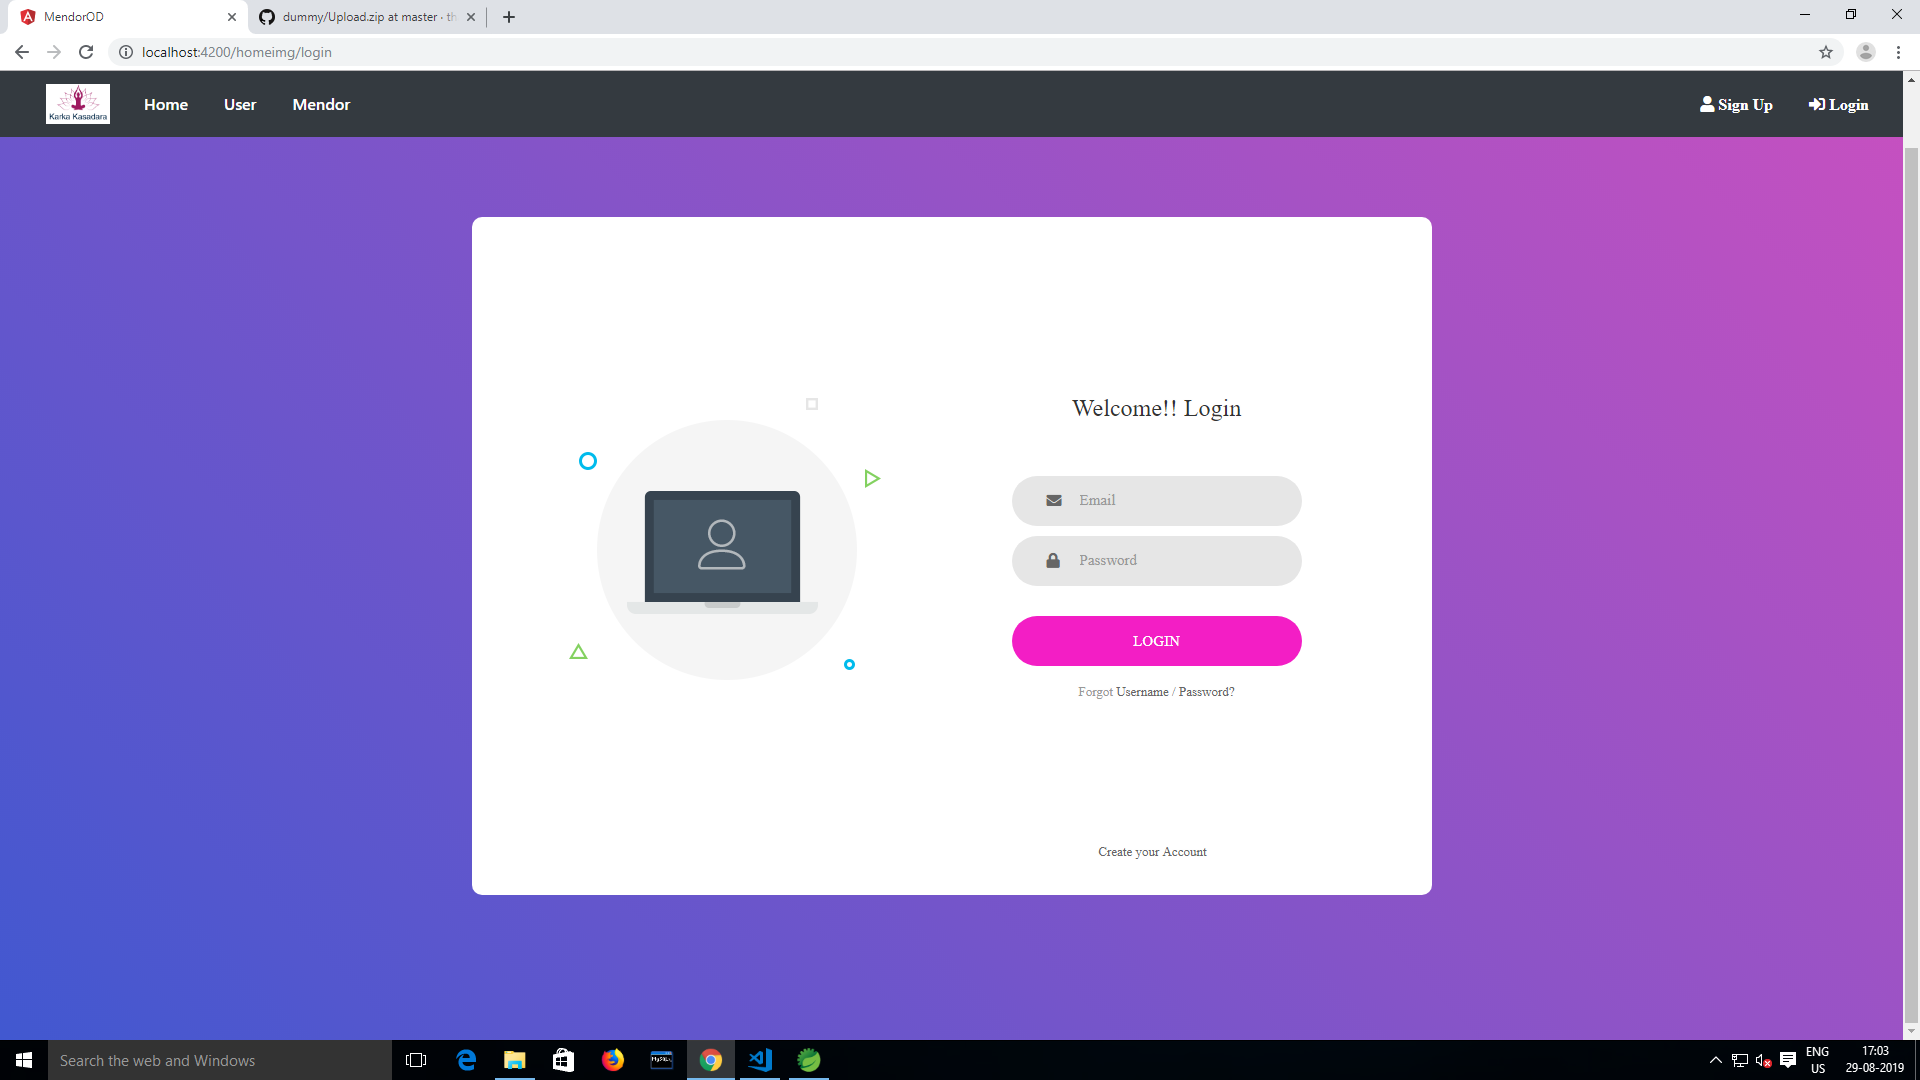 MendorOD
dummy/Upload.zip at master · th
localhost:4200/homeimg/login
Karka Kasadara
Home
User
Mendor
Sign Up
Login
Welcome!! Login
Email
Password
LOGIN
Forgot Username / Password?
Create your Account
Search the web and Windows
MySQL
ENG
US
17:03
29-08-2019